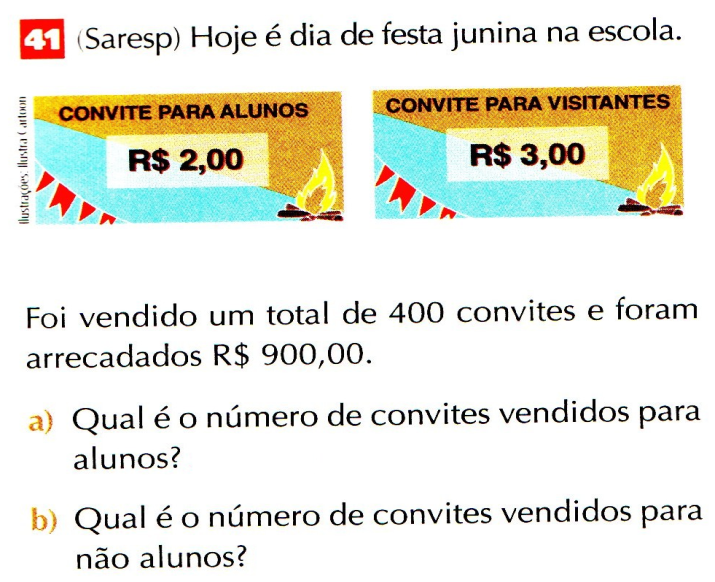 41 (Saresp) Hoje é dia de festa junina na escola.
Ilustrações: Ilustra Cartoon
CONVITE PARA ALUNOS
R$ 2,00
CONVITE PARA VISITANTES
R$ 3,00
Foi vendido um total de 400 convites e foram
arrecadados R$ 900,00.
a) Qual é o número de convites vendidos para
alunos?
b) Qual é o número de convites vendidos para
não alunos?